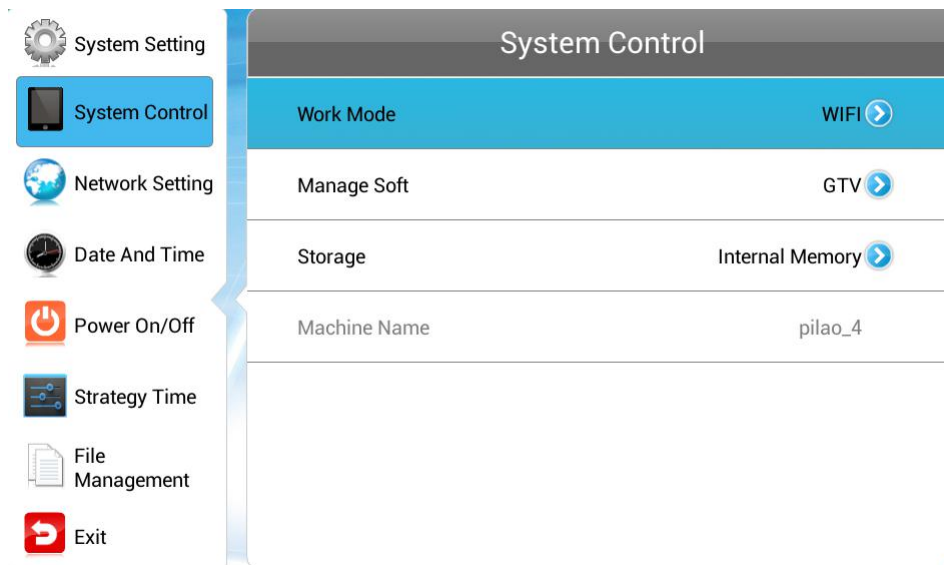 System Setting
System Control
Network Setting
Date And Time
Power On/Off
Strategy Time
File
Management
Exit
System Control
Work Mode WIFI
Manage Soft GTV
Storage Internal Memory
Machine Name pilao_4